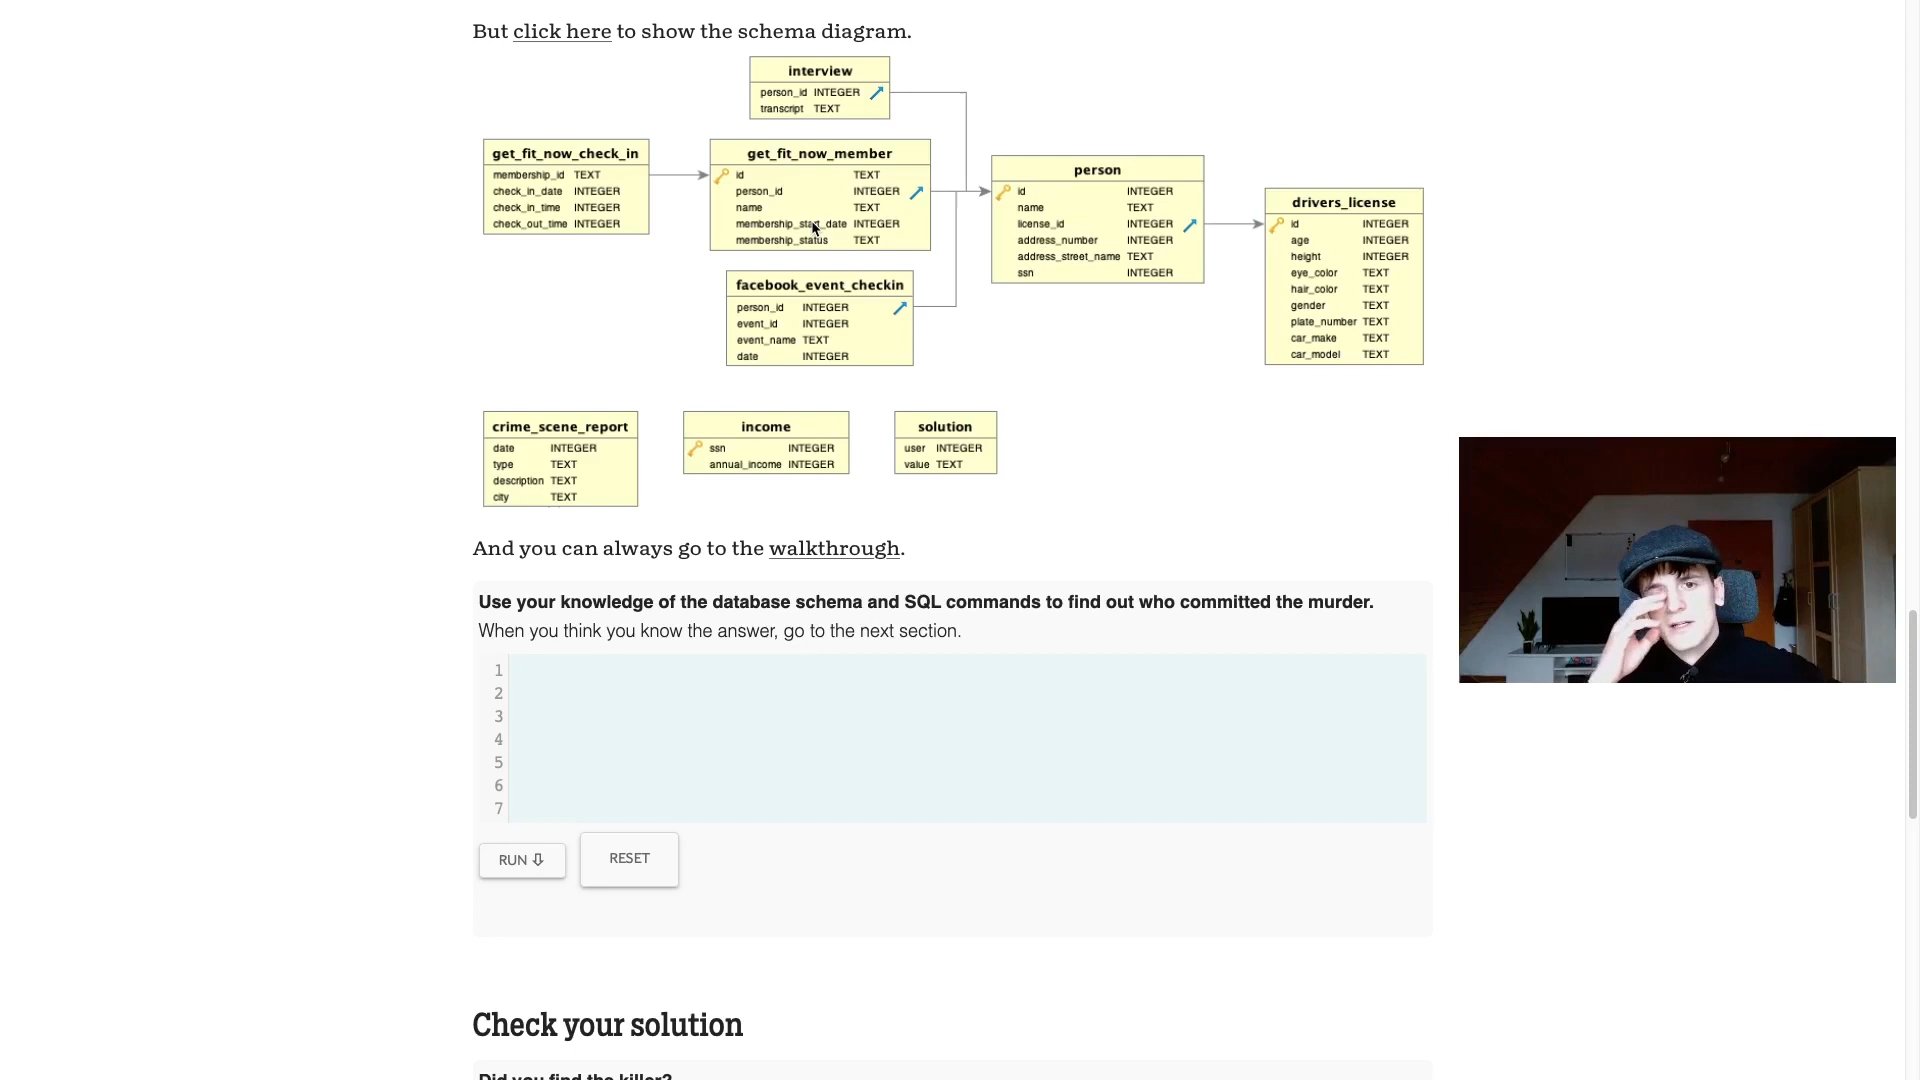 But click here to show the schema diagram.
interview
person_id INTEGER
transcript TEXT
get_fit_now_check_in
membership_id TEXT
check_in_date INTEGER
check_in_time INTEGER
check_out_time INTEGER
get_fit_now_member
id TEXT
person_id INTEGER
name TEXT
membership_start_date INTEGER
membership_status TEXT
person
id INTEGER
name TEXT
license_id INTEGER
address_number INTEGER
address_street_name TEXT
ssn INTEGER
drivers_license
id INTEGER
age INTEGER
height INTEGER
eye_color TEXT
hair_color TEXT
gender TEXT
plate_number TEXT
car_make TEXT
car_model TEXT
facebook_event_checkin
person_id INTEGER
event_id INTEGER
event_name TEXT
date INTEGER
crime_scene_report
date INTEGER
type TEXT
description TEXT
city TEXT
income
ssn INTEGER
annual_income INTEGER
solution
user INTEGER
value TEXT
And you can always go to the walkthrough.
Use your knowledge of the database schema and SQL commands to find out who committed the murder.
When you think you know the answer, go to the next section.
1
2
3
4
5
6
7
RUN ⇩
RESET
Check your solution
Did you find the killer?